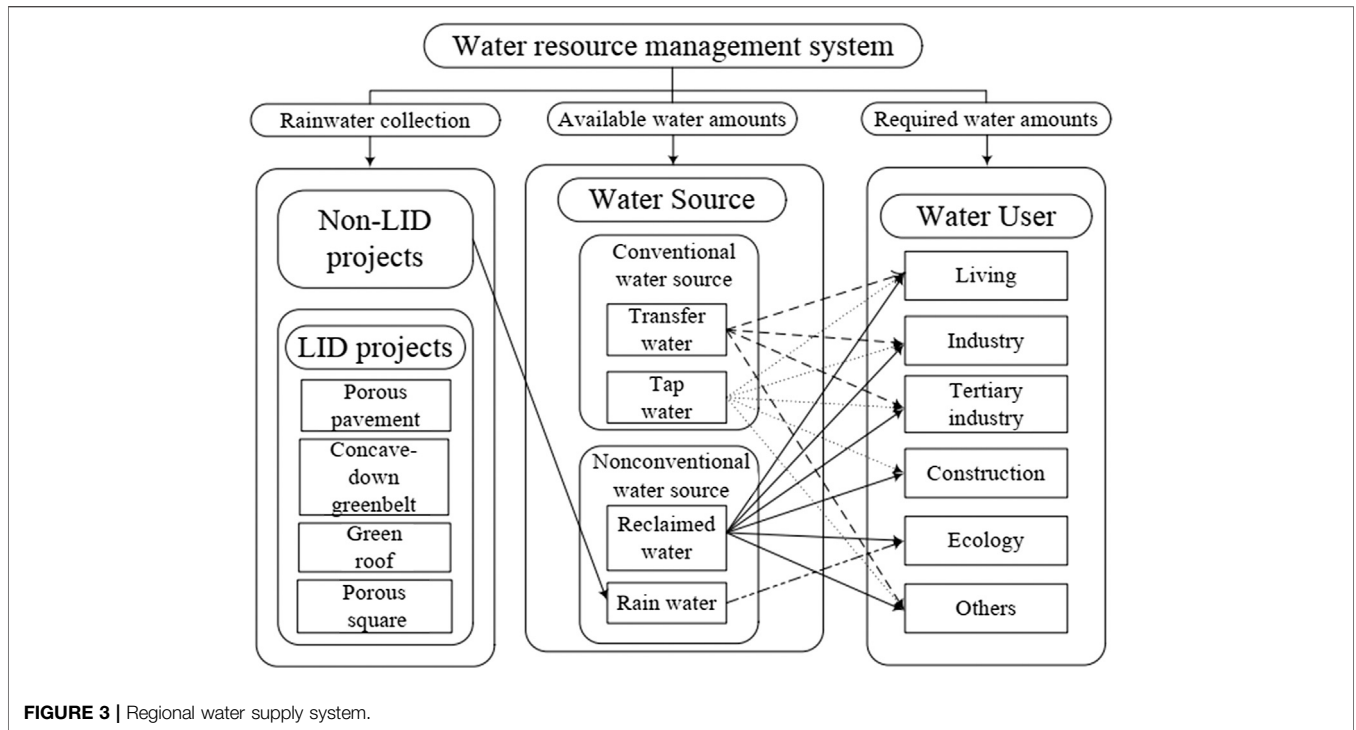 Water resource management system
Rainwater collection
Available water amounts
Required water amounts
Non-LID
projects
LID projects
Porous
pavement
Concave-
down
greenbelt
Green
roof
Porous
square
Water Source
Conventional
water source
Transfer
water
Tap
water
Nonconventional
water source
Reclaimed
water
Rain water
Water User
Living
Industry
Tertiary
industry
Construction
Ecology
Others
FIGURE 3 | Regional water supply system.